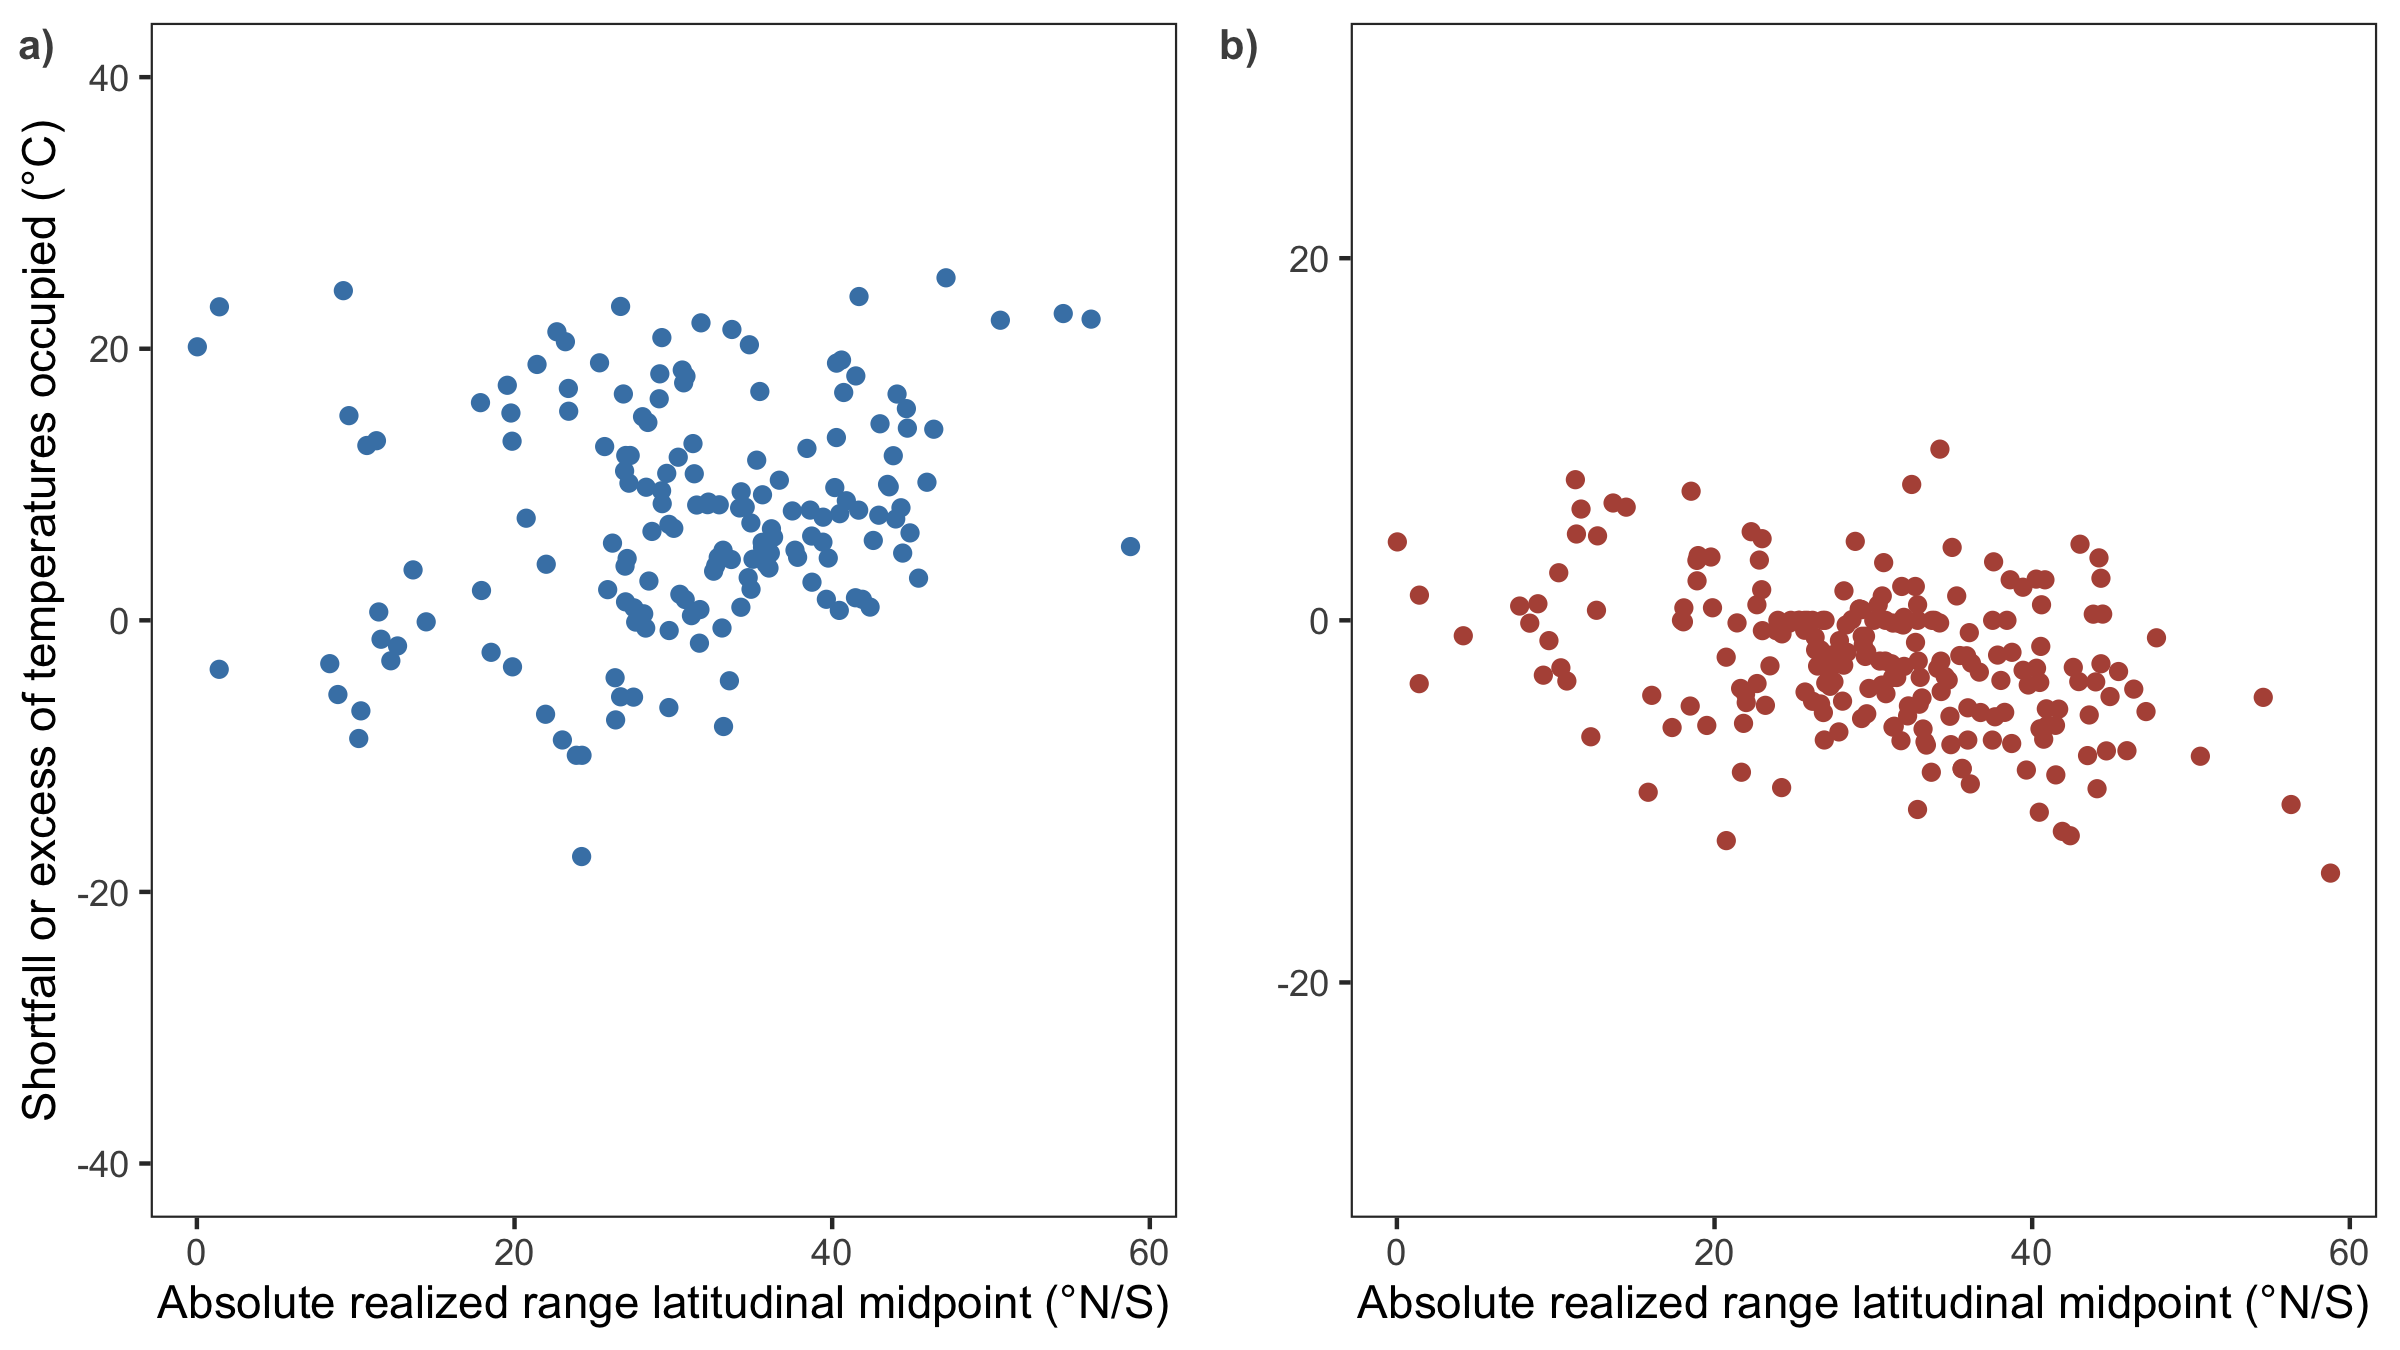 a)
Shortfall or excess of temperatures occupied (°C)
40
20
0
-20
-40
0 20 40 60
Absolute realized range latitudinal midpoint (°N/S)
b)
20
0
-20
0 20 40 60
Absolute realized range latitudinal midpoint (°N/S)